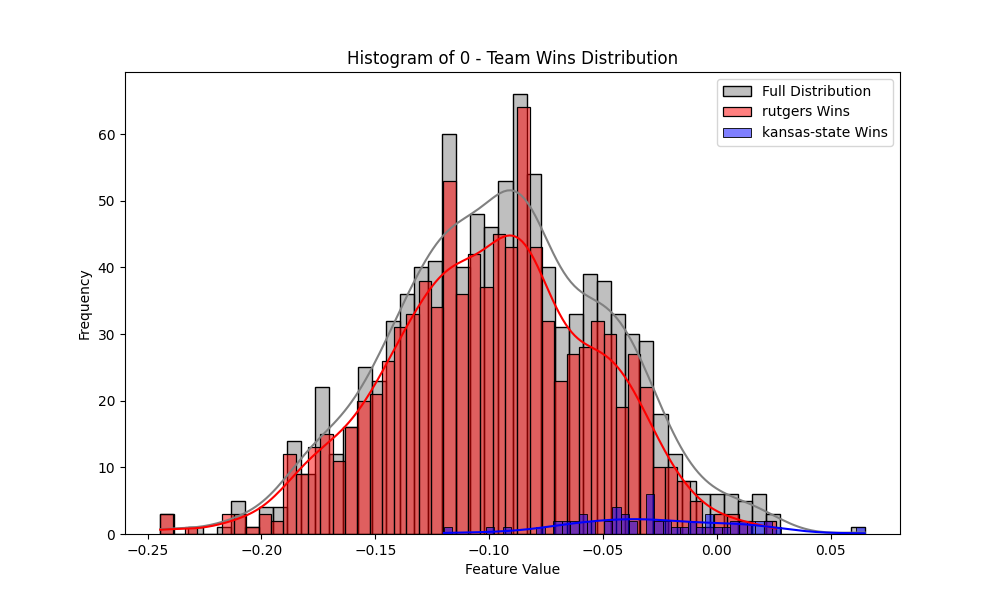 Histogram of 0 - Team Wins Distribution
Full Distribution
rutgers Wins
kansas-state Wins
Frequency
60
50
40
30
20
10
0
−0.25 −0.20 −0.15 −0.10 −0.05 0.00 0.05
Feature Value